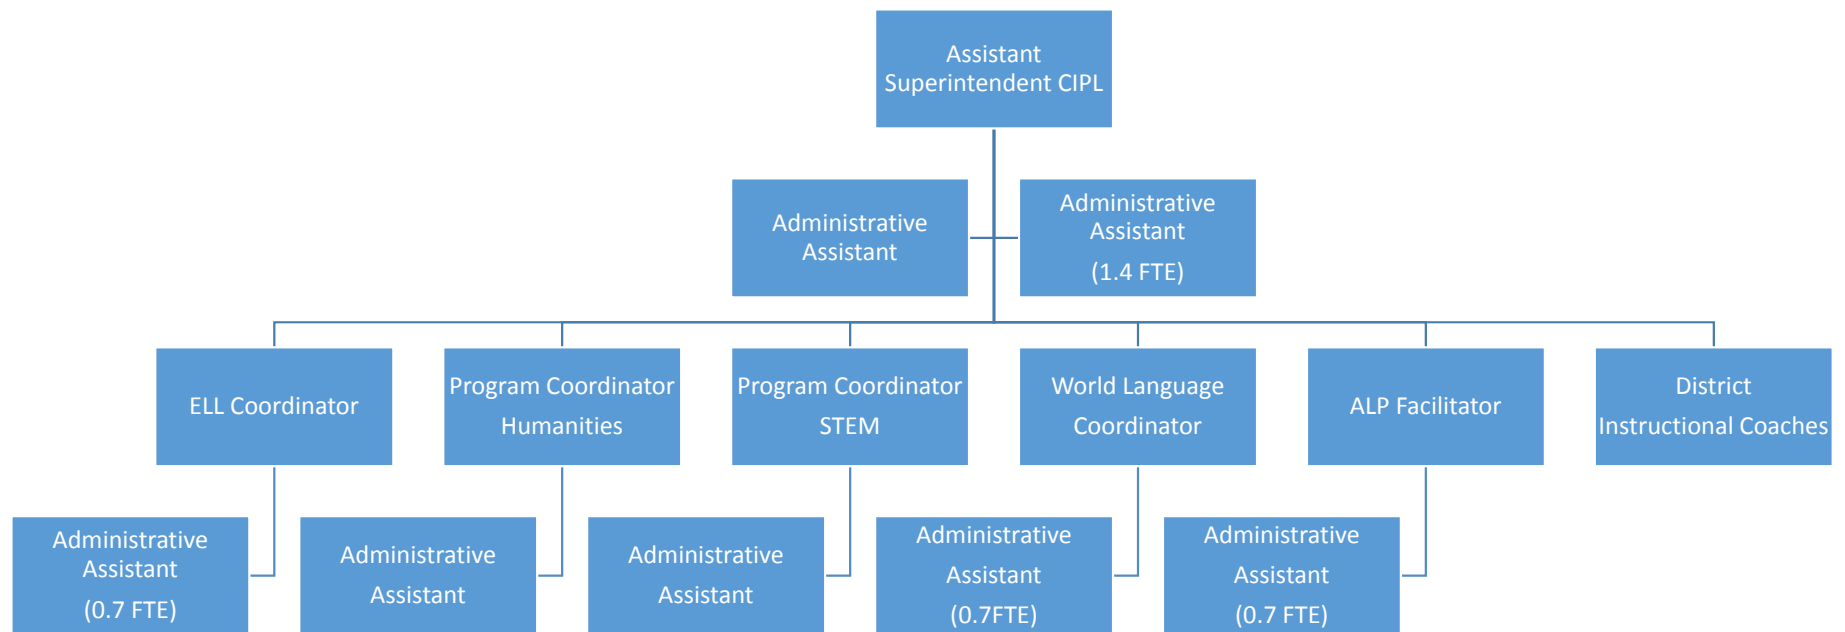 Assistant
Superintendent CIPL
Administrative
Assistant
Administrative
Assistant
(1.4 FTE)
ELL Coordinator
Program Coordinator
Humanities
Program Coordinator
STEM
World Language
Coordinator
ALP Facilitator
District
Instructional Coaches
Administrative
Assistant
(0.7 FTE)
Administrative
Assistant
Administrative
Assistant
Administrative
Assistant
(0.7FTE)
Administrative
Assistant
(0.7 FTE)